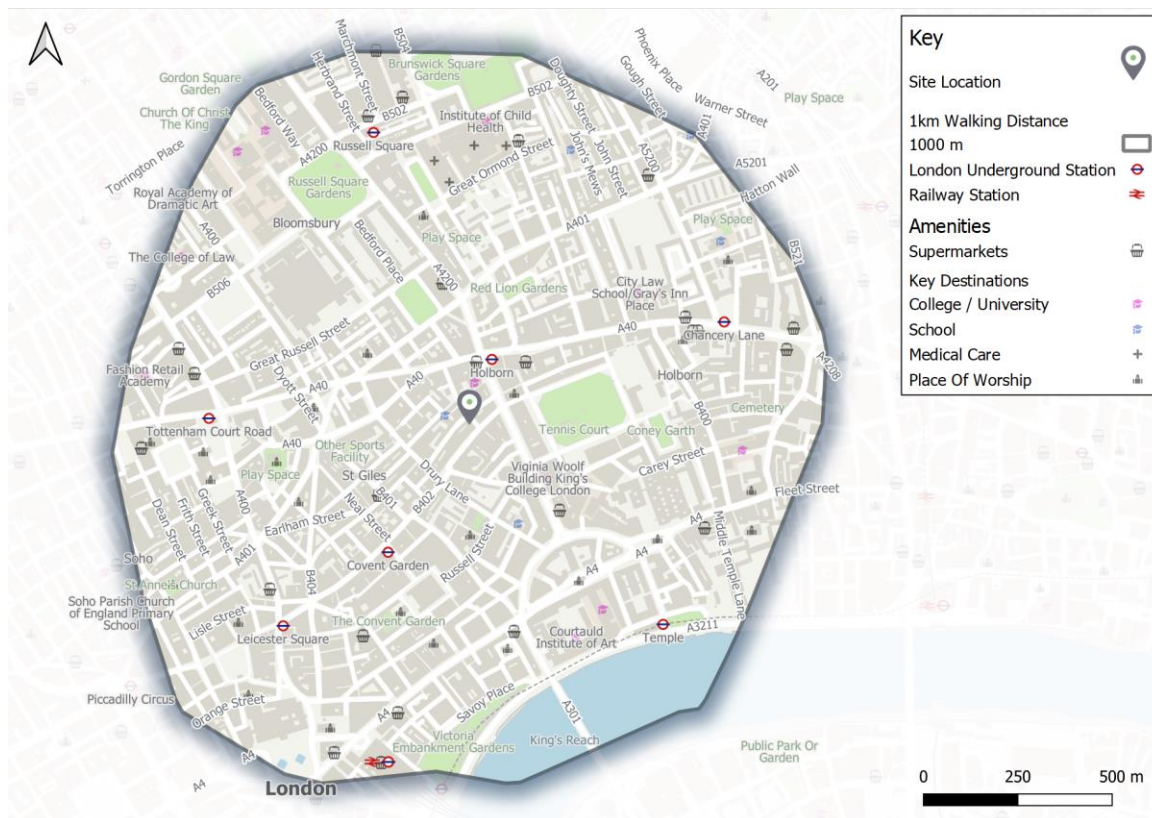 Key
Site Location
1km Walking Distance
1000 m
London Underground Station
Railway Station
Amenities
Supermarkets
Key Destinations
College / University
School
Medical Care
Place Of Worship
0 250 500 m
Marchmont Street
B504
Herbrand Street
Brunswick Square
Gardens
Gordon Square
Garden
Church Of Christ
The King
Bedford Way
B502
B502
Doughty Street
Gough Street
Phoenix Place
A201
Warner Street
Play Space
A401
Institute of Child
Health
Russell Square
A4200
Torrington Place
Great Ormond Street
John's Mews
John Street
A5200
A5201
Hatton Wall
Royal Academy of
Dramatic Art
Russell Square
Gardens
Bloomsbury
Bedford Place
A400
Play Space
A401
Play Space
The College of Law
A4200
B521
B506
Red Lion Gardens
City Law
School/Gray's Inn
Place
A40
Chancery Lane
Great Russell Street
Dyott Street
A40
A40
Holborn
Holborn
A4208
Fashion Retail
Academy
Tottenham Court Road
A40
Other Sports
Facility
Tennis Court
Coney Garth
B400
Cemetery
Play Space
St Giles
Drury Lane
Viginia Woolf
Building King's
College London
Carey Street
Fleet Street
Dean Street
Frith Street
Greek Street
A400
Earlham Street
Neal Street
B401
B402
A4
A401
Russell Street
Covent Garden
A4
Middle Temple Lane
Soho
St Anne's Church
B404
Soho Parish Church
of England Primary
School
Lisle Street
Leicester Square
The Convent Garden
Courtauld
Institute of Art
Temple
A3211
Piccadilly Circus
Orange Street
A4
Savoy Place
A301
Victoria
Embankment Gardens
King's Reach
Public Park Or
Garden
A4
A4
London